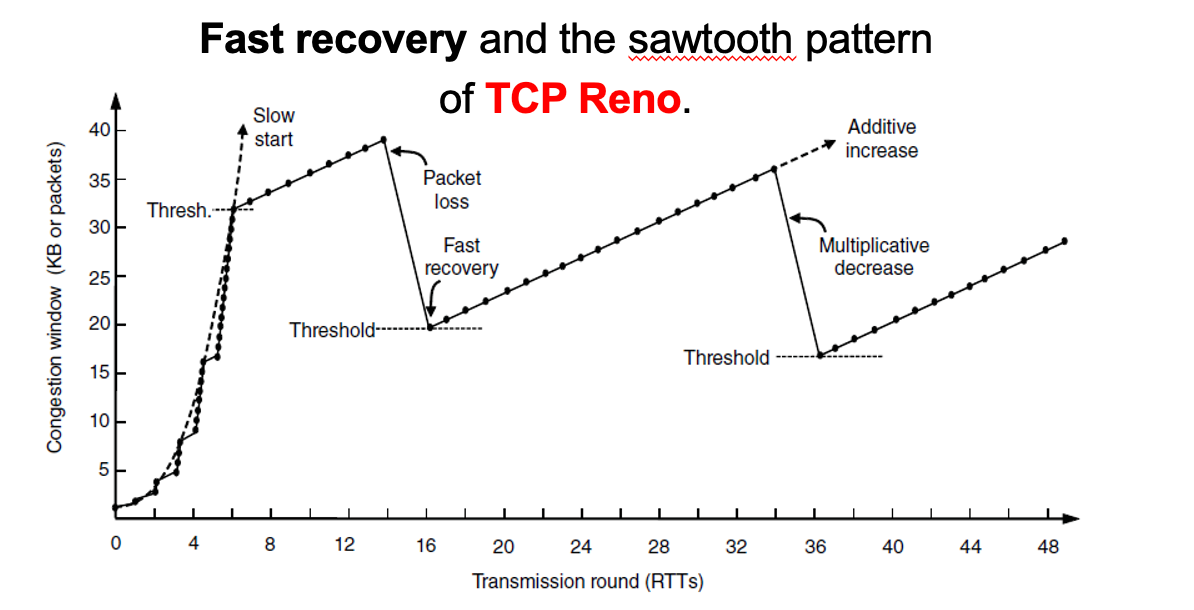 Fast recovery and the sawtooth pattern
of TCP Reno.
Slow
start
Additive
increase
Packet
loss
Thresh.
Fast
recovery
Multiplicative
decrease
Threshold
Threshold
Congestion window (KB or packets)
40
35
30
25
20
15
10
5
0 4 8 12 16 20 24 28 32 36 40 44 48
Transmission round (RTTs)